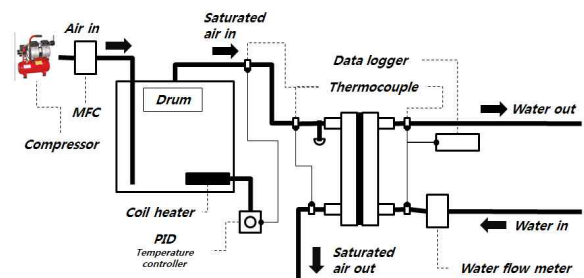 Air in
Saturated
air in
Data logger
Thermocouple
Drum
MFC
Water out
Compressor
Coil heater
PID
Temperature
controller
Water in
Saturated
air out
Water flow meter